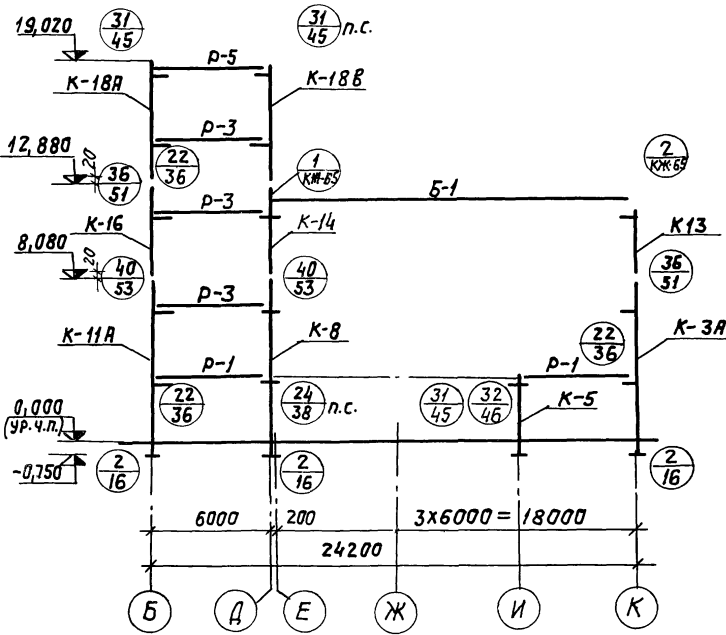 19,020
31
45
31
45
п.с.
Р-5
К-18А
К-18В
Р-3
12,880
20
22
36
36
51
1
КЖ-65
2
КЖ-65
Б-1
Р-3
К-16
К-14
К13
8,080
20
40
53
40
53
36
51
Р-3
К-11А
К-8
К-3А
22
36
Р-1
Р-1
22
36
24
38
п.с.
31
45
32
46
К-5
0,000
(УР.Ч.П.)
-0,750
2
16
2
16
2
16
6000
200
3х6000=18000
24200
Б
Д
Е
Ж
И
К